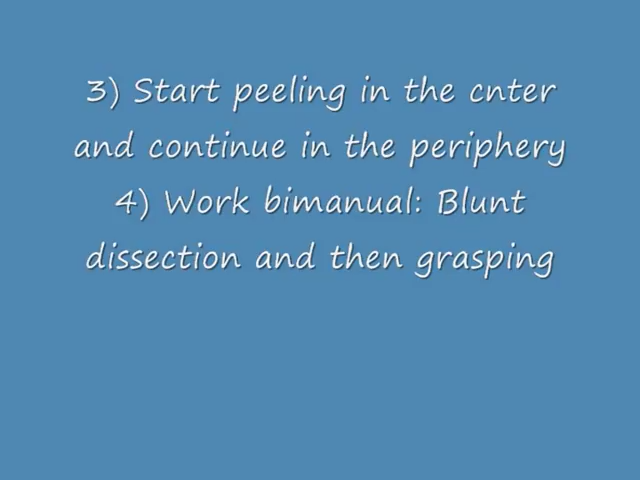 3) Start peeling in the cnter
and continue in the periphery
4) Work bimanual: Blunt
dissection and then grasping